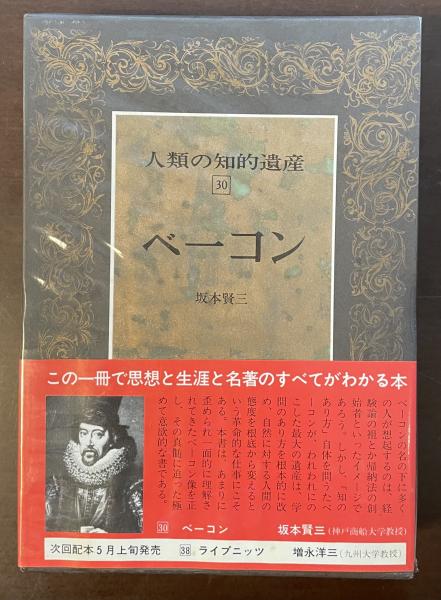 人類の知的遺産
30
ベーコン
坂本賢三
この一冊で思想と生涯と名著のすべてがわかる本
ベーコンの名の下に多く
の人が想起するのは、経
験論の祖とか帰納法の創
始者といったイメージで
あろう。しかし、「知の
あり方」自体を問うたベ
ーコンが、われわれにの
こした最大の遺産は、学
問のあり方を根本的に改
め、自然に対する人間の
態度を根底から変えると
いう革命的な仕事にこそ
ある。本書は、あまりに
歪められ一面的に理解さ
れてきたベーコン像を正
し、その真髄に迫った極
めて意欲的な書である。
30 ベーコン 坂本賢三(神戸商船大学教授)
次回配本5月上旬発売 38 ライプニッツ 増永洋三(九州大学教授)